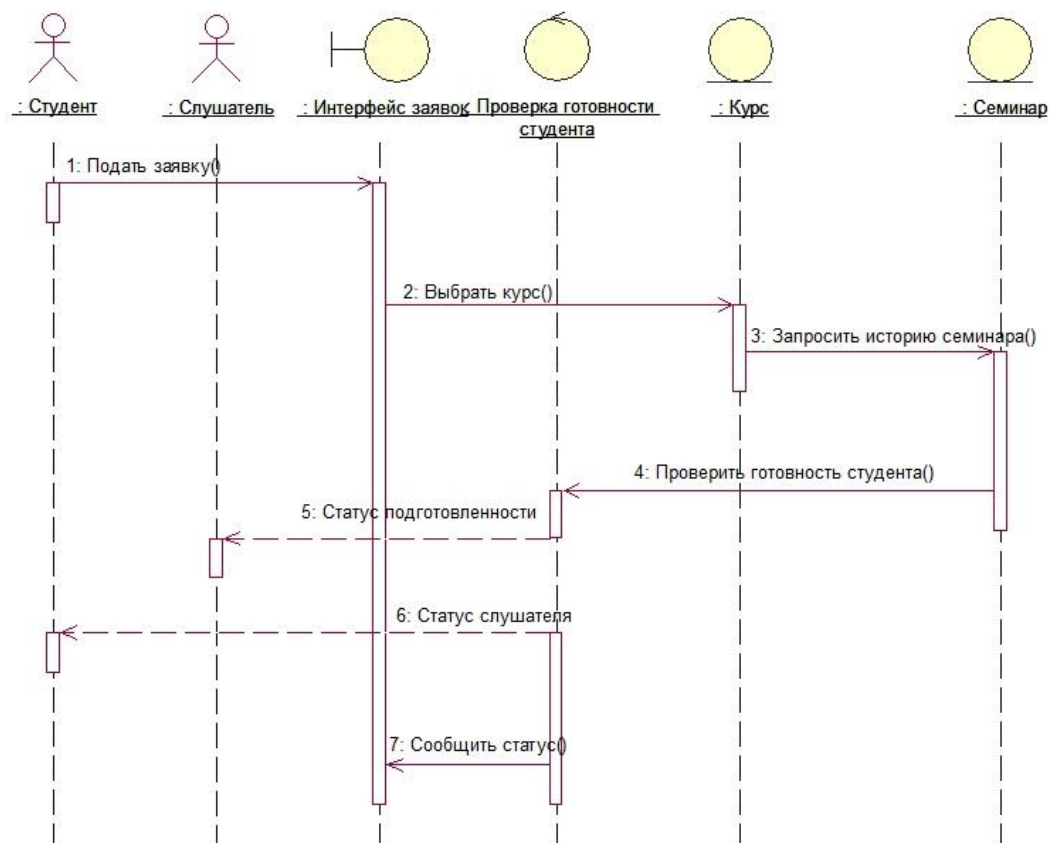 : Студент
: Слушатель
: Интерфейс заявок
: Проверка готовности
студента
: Курс
: Семинар
1: Подать заявку()
2: Выбрать курс()
3: Запросить историю семинара()
4: Проверить готовность студента()
5: Статус подготовленности
6: Статус слушателя
7: Сообщить статус()